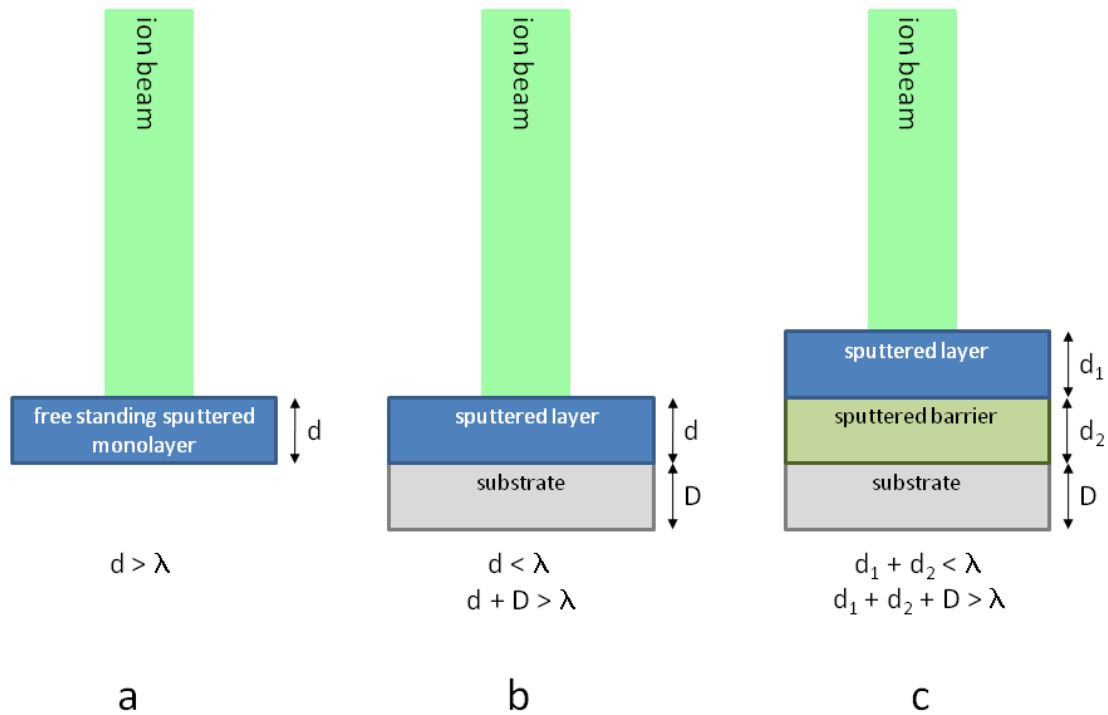 ion beam
ion beam
ion beam
free standing sputtered
monolayer
d
sputtered layer
d
substrate
D
sputtered layer
d₁
sputtered barrier
d₂
substrate
D
d > λ
d < λ
d + D > λ
d₁ + d₂ < λ
d₁ + d₂ + D > λ
a
b
c